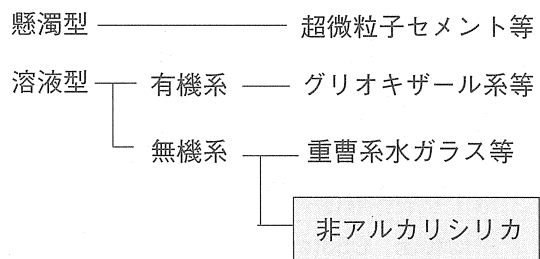 懸濁型 超微粒子セメント等
溶液型 有機系 グリオキザール系等
無機系 重曹系水ガラス等
非アルカリシリカ